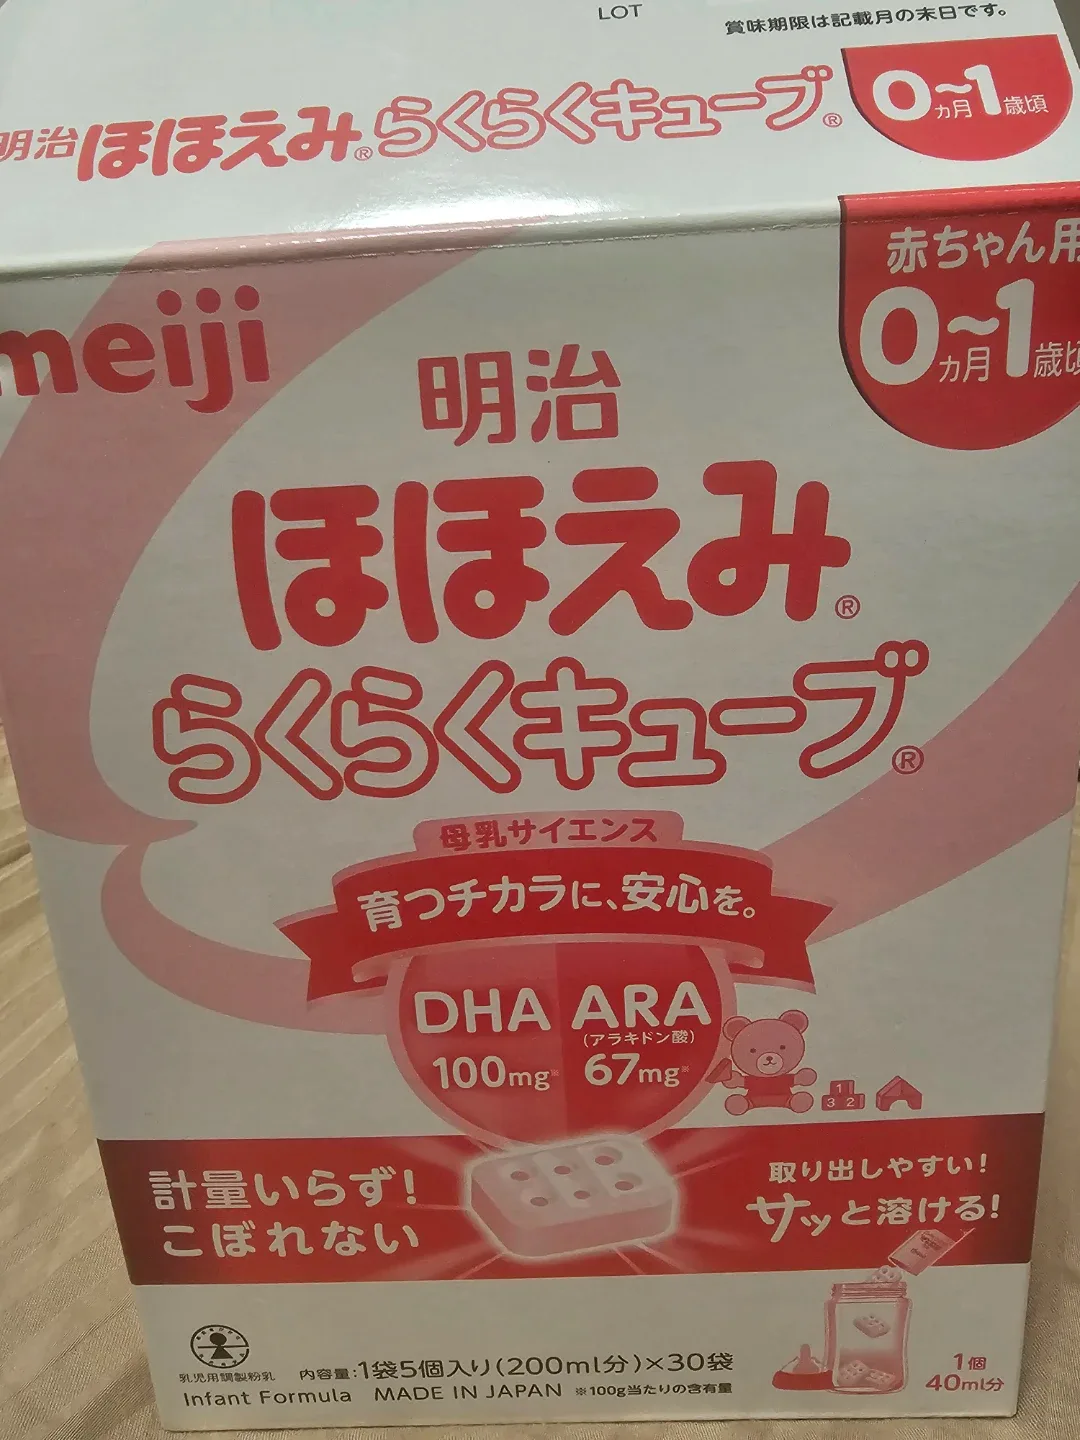 LOT
賞味期限は記載月の末日です。
明治ほほえみ®らくらくキューブ®
0ヵ月~1歳頃
赤ちゃん用
0ヵ月~1歳頃
meiji
明治
ほほえみ®
らくらくキューブ®
母乳サイエンス
育つチカラに、安心を。
DHA ARA
(アラキドン酸)
100mg※ 67mg※
1
3 2
計量いらず!
こぼれない
取り出しやすい!
サッと溶ける!
乳児用調製粉乳
内容量:1袋5個入り(200ml分)×30袋
Infant Formula MADE IN JAPAN ※100g当たりの含有量
1個
40ml分